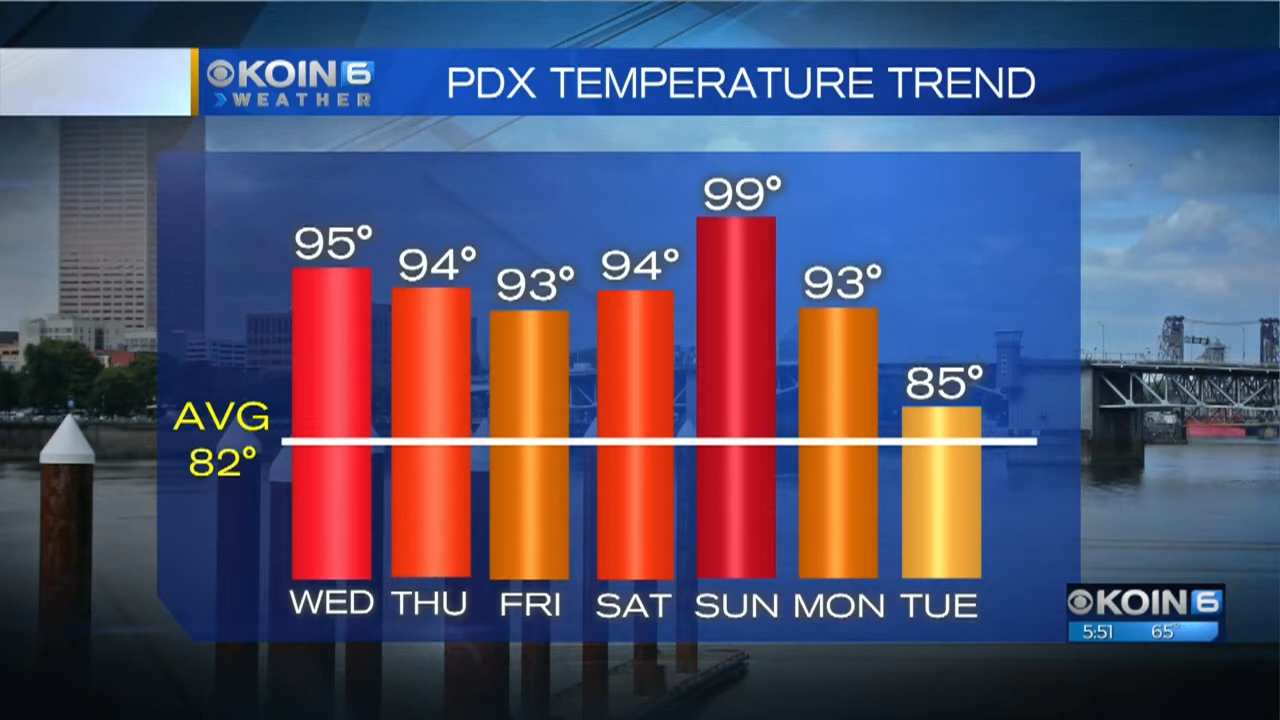 KOIN 6
WEATHER
PDX TEMPERATURE TREND
95° 94° 93° 94° 99° 93° 85°
AVG
82°
WED THU FRI SAT SUN MON TUE
KOIN 6
5:51 65°